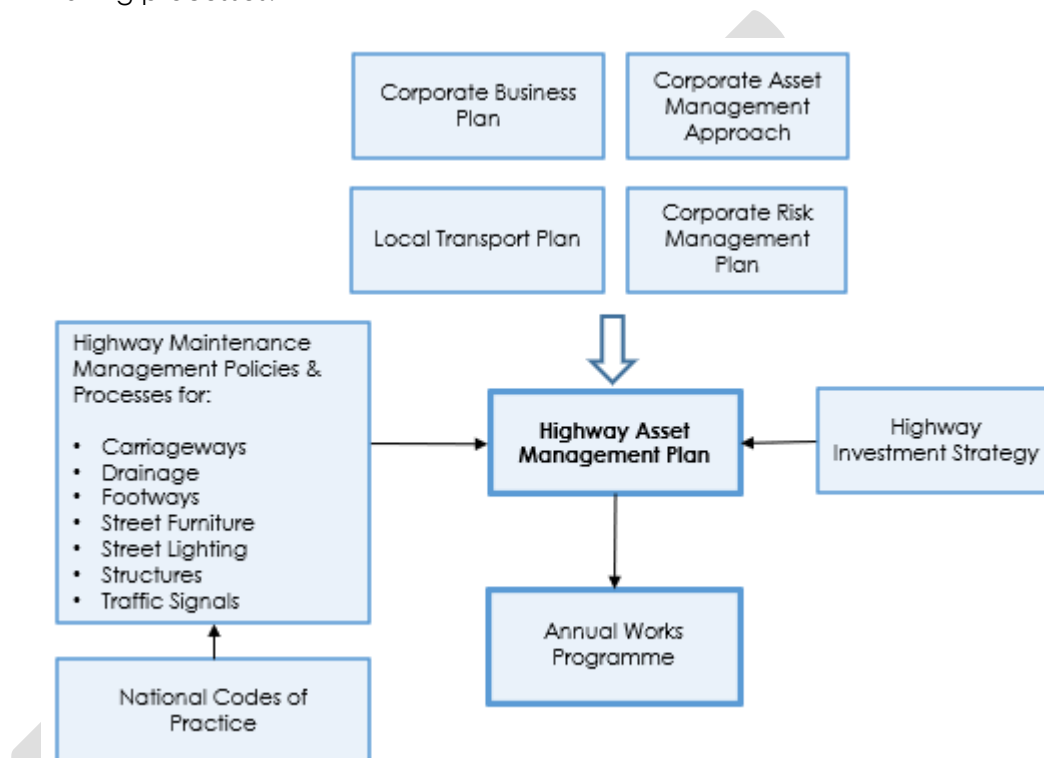 Corporate Business
Plan
Corporate Asset
Management
Approach
Local Transport Plan
Corporate Risk
Management
Plan
Highway Maintenance
Management Policies &
Processes for:
• Carriageways
• Drainage
• Footways
• Street Furniture
• Street Lighting
• Structures
• Traffic Signals
Highway Asset
Management Plan
Highway
Investment Strategy
Annual Works
Programme
National Codes of
Practice